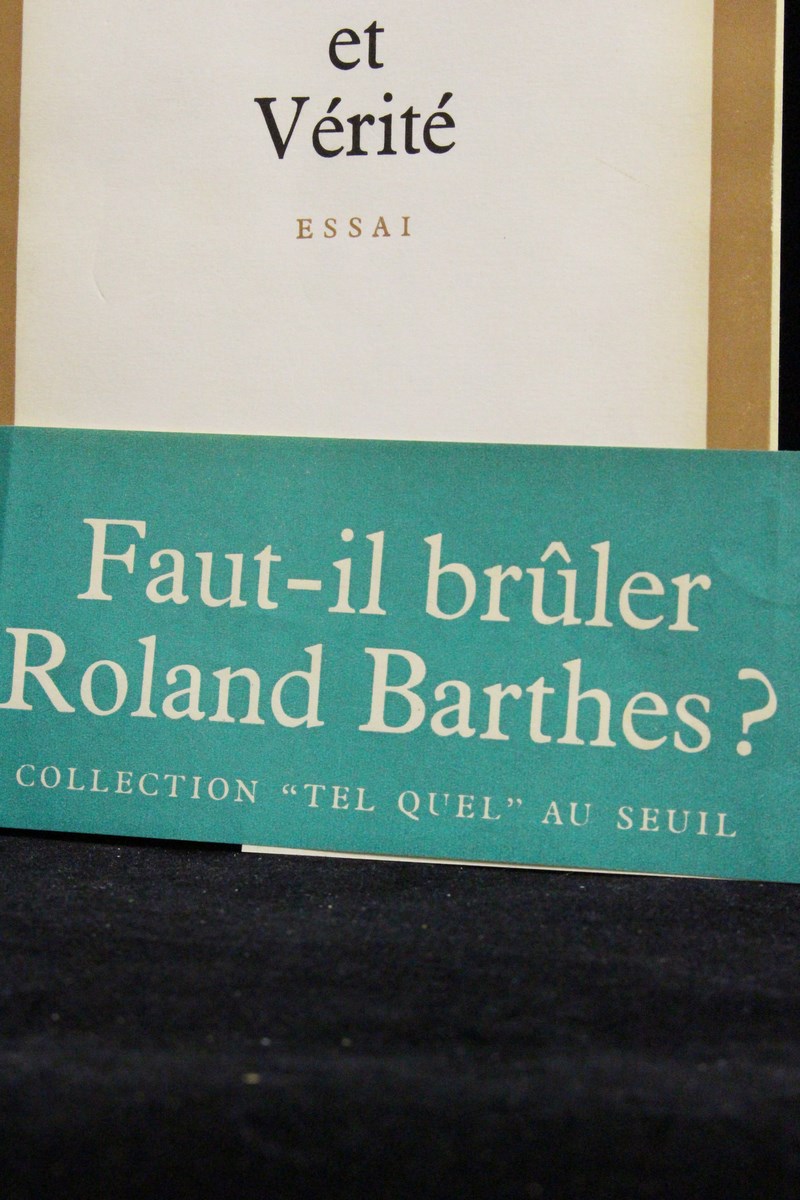 et
Vérité
ESSAI
Faut-il brûler
Roland Barthes ?
COLLECTION “TEL QUEL” AU SEUIL